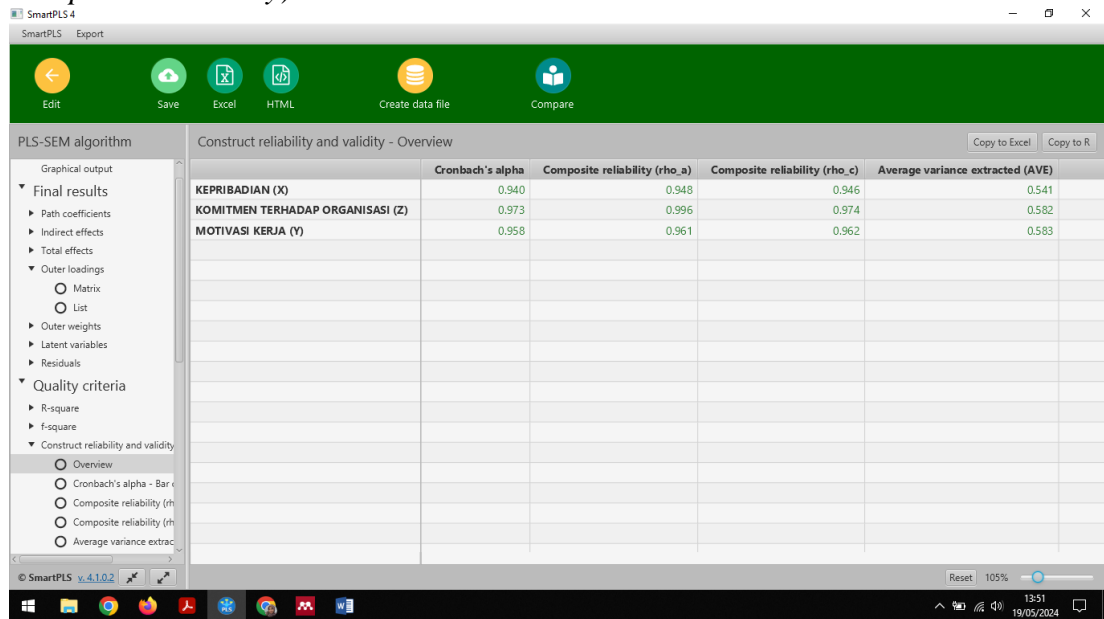 SmartPLS 4
SmartPLS Export
Edit Save Excel HTML Create data file Compare
PLS-SEM algorithm
Construct reliability and validity - Overview
Copy to Excel Copy to R
Graphical output
Final results
Path coefficients
Indirect effects
Total effects
Outer loadings
Matrix
List
Outer weights
Latent variables
Residuals
Quality criteria
R-square
f-square
Construct reliability and validity
Overview
Cronbach's alpha - Bar
Composite reliability (rh
Composite reliability (rh
Average variance extrac
Cronbach's alpha Composite reliability (rho_a) Composite reliability (rho_c) Average variance extracted (AVE)
KEPRIBADIAN (X) 0.940 0.948 0.946 0.541
KOMITMEN TERHADAP ORGANISASI (Z) 0.973 0.996 0.974 0.582
MOTIVASI KERJA (Y) 0.958 0.961 0.962 0.583
© SmartPLS v. 4.1.0.2
Reset 105%
13:51
19/05/2024